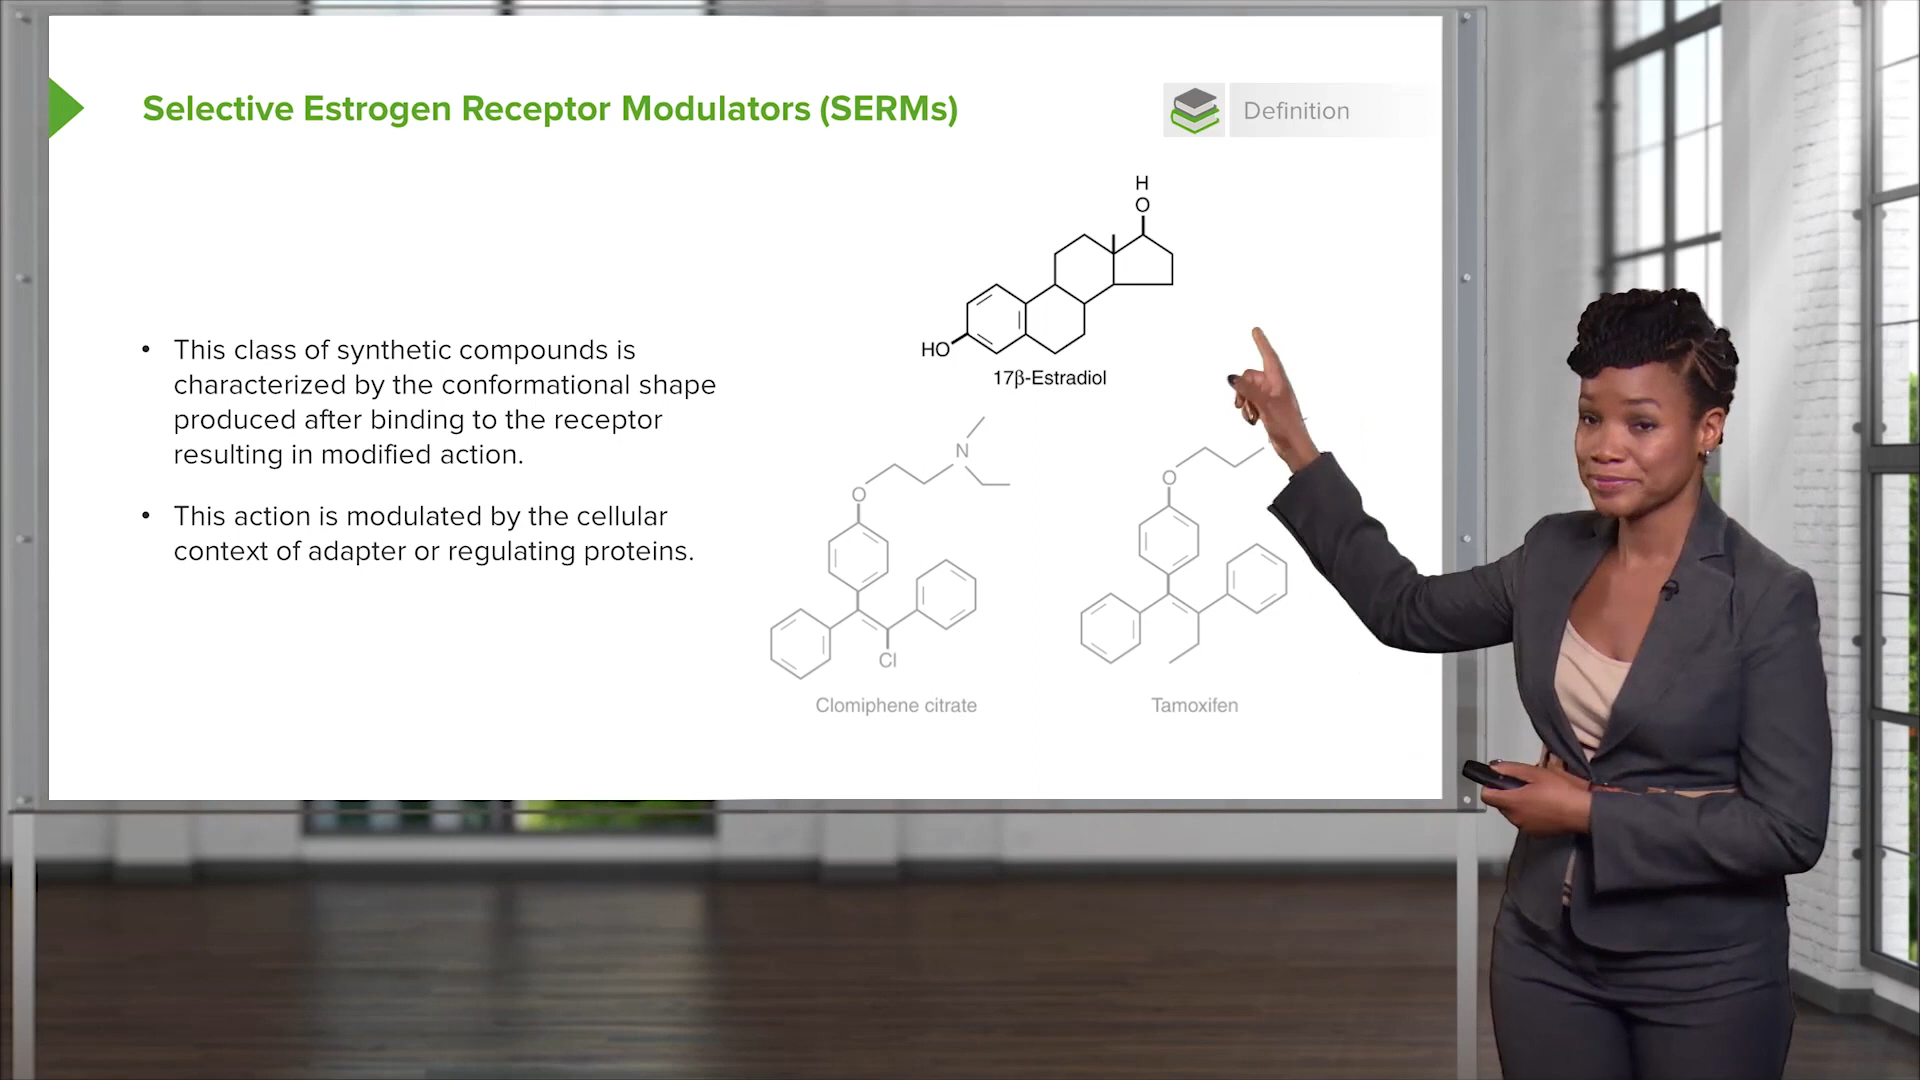 Selective Estrogen Receptor Modulators (SERMs)
Definition
• This class of synthetic compounds is
characterized by the conformational shape
produced after binding to the receptor
resulting in modified action.
• This action is modulated by the cellular
context of adapter or regulating proteins.
H
O
HO
17β-Estradiol
N
O
Cl
Clomiphene citrate
O
Tamoxifen